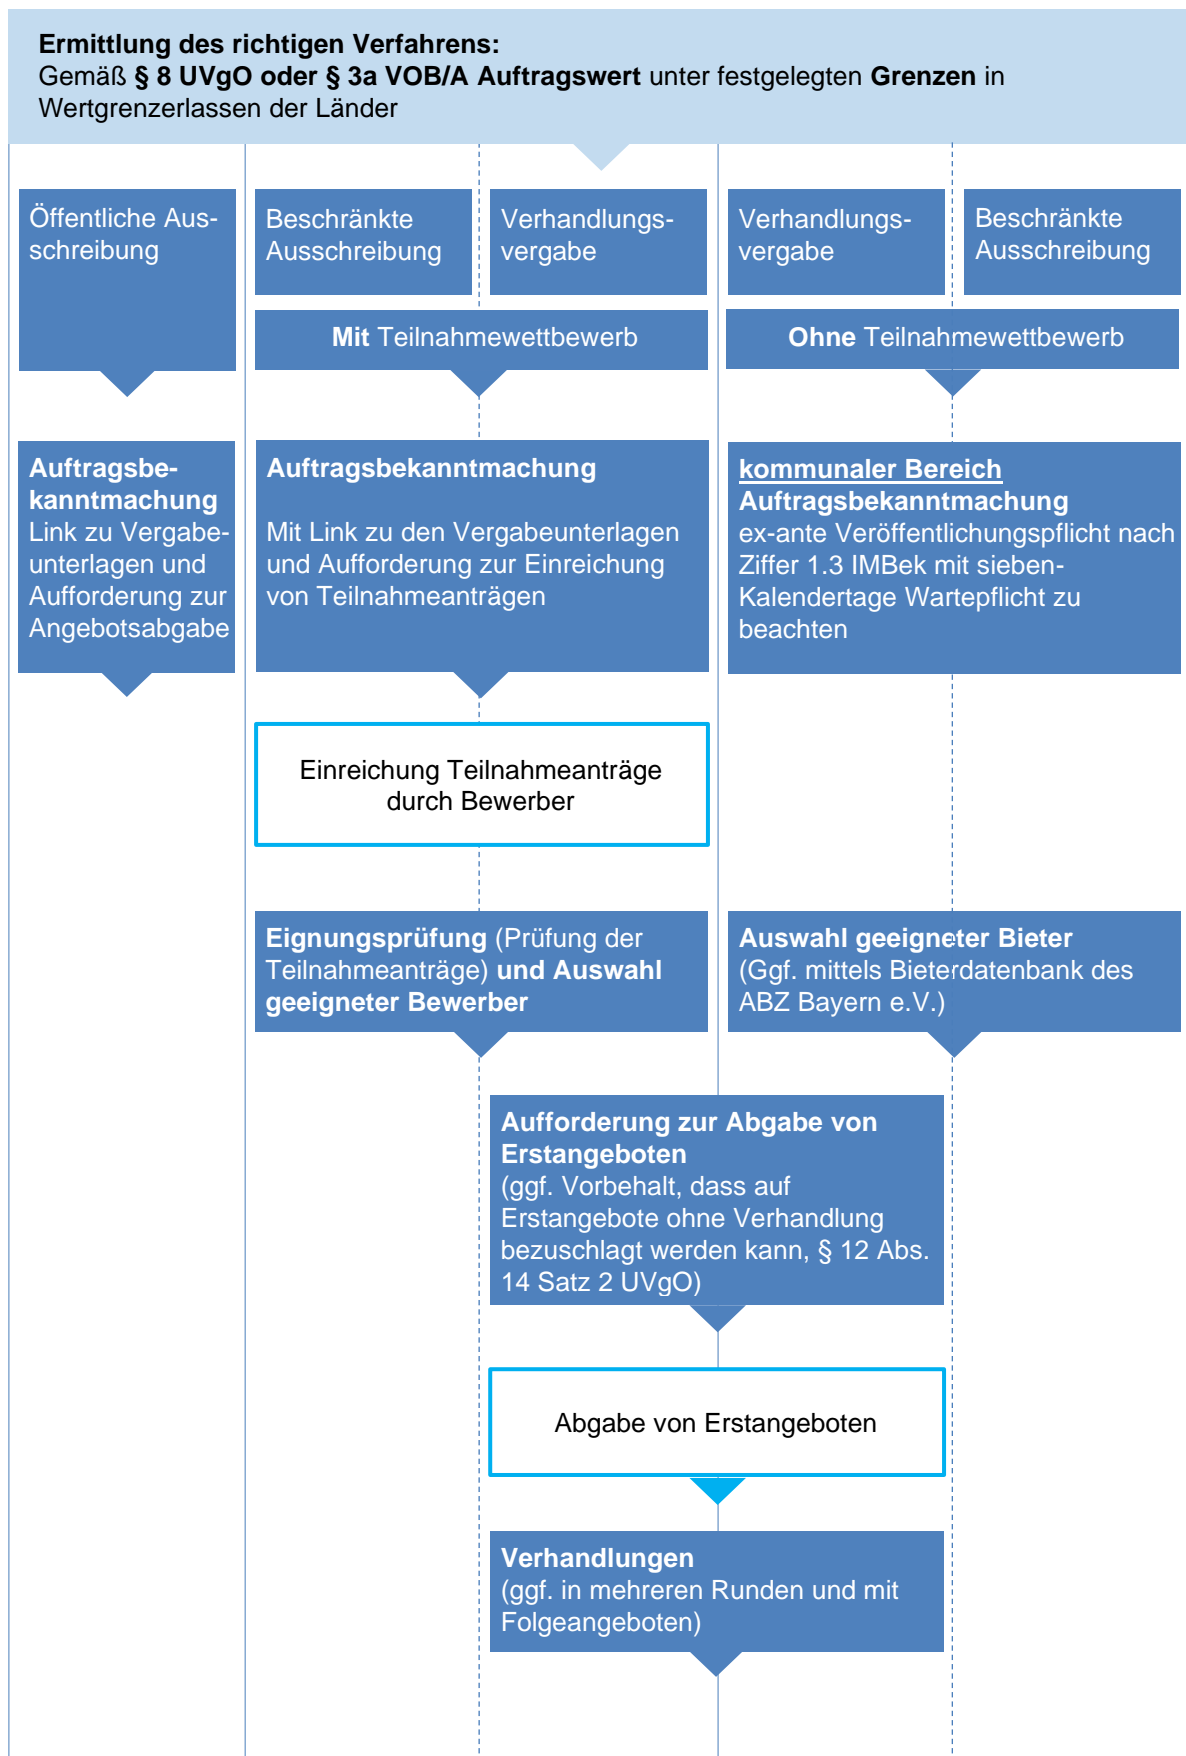 Ermittlung des richtigen Verfahrens:
Gemäß § 8 UVgO oder § 3a VOB/A Auftragswert unter festgelegten Grenzen in
Wertgrenzerlassen der Länder
Öffentliche Aus-
schreibung
Beschränkte
Ausschreibung
Verhandlungs-
vergabe
Verhandlungs-
vergabe
Beschränkte
Ausschreibung
Mit Teilnahmewettbewerb
Ohne Teilnahmewettbewerb
Auftragsbe-
kanntmachung
Link zu Vergabe-
unterlagen und
Aufforderung zur
Angebotsabgabe
Auftragsbekanntmachung
Mit Link zu den Vergabeunterlagen
und Aufforderung zur Einreichung
von Teilnahmeanträgen
kommunaler Bereich
Auftragsbekanntmachung
ex-ante Veröffentlichungspflicht nach
Ziffer 1.3 IMBek mit sieben-
Kalendertage Wartepflicht zu
beachten
Einreichung Teilnahmeanträge
durch Bewerber
Eignungsprüfung (Prüfung der
Teilnahmeanträge) und Auswahl
geeigneter Bewerber
Auswahl geeigneter Bieter
(Ggf. mittels Bieterdatenbank des
ABZ Bayern e.V.)
Aufforderung zur Abgabe von
Erstangeboten
(ggf. Vorbehalt, dass auf
Erstangebote ohne Verhandlung
bezuschlagt werden kann, § 12 Abs.
14 Satz 2 UVgO)
Abgabe von Erstangeboten
Verhandlungen
(ggf. in mehreren Runden und mit
Folgeangeboten)